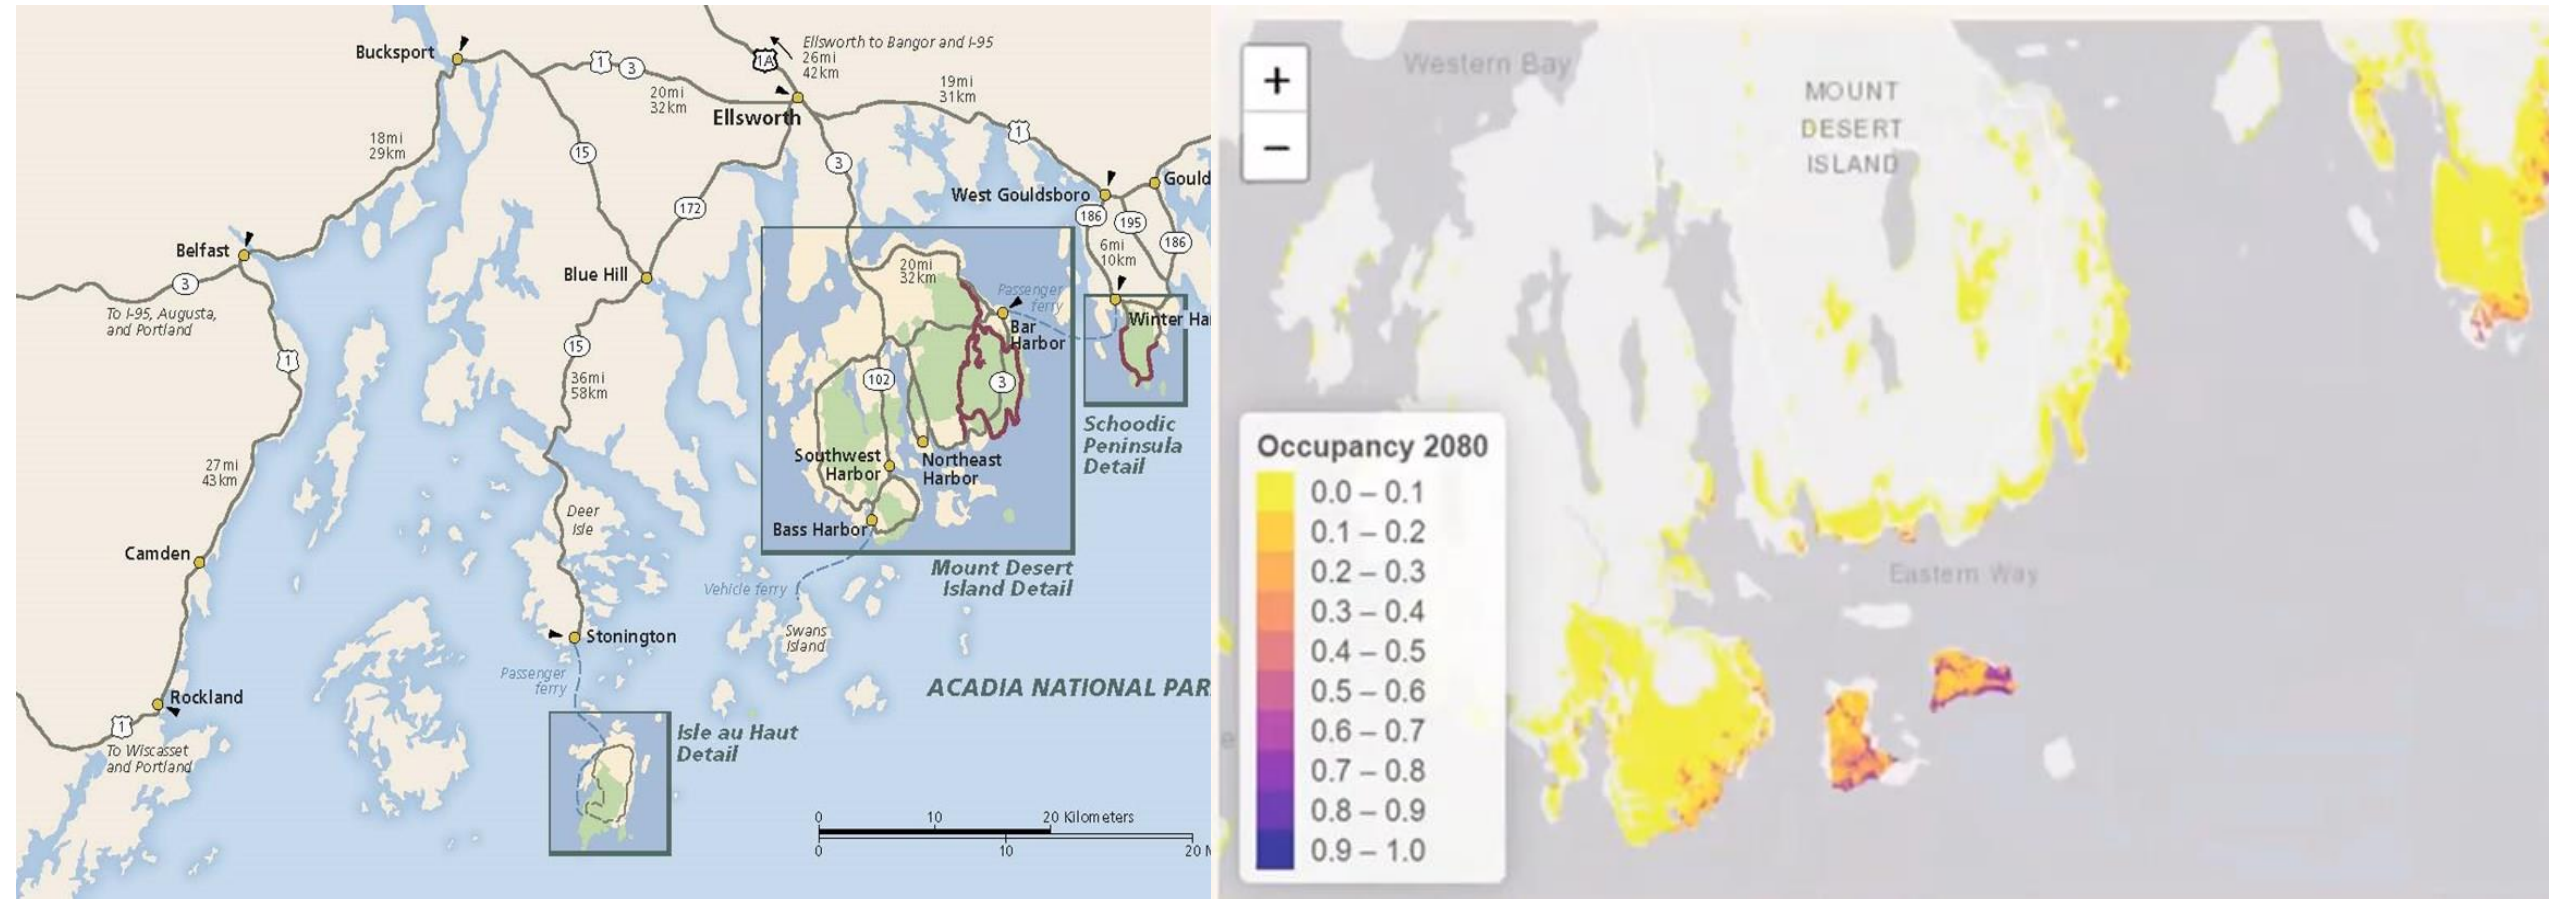 Bucksport
1
3
1A
Ellsworth to Bangor and I-95
26mi
42km
20mi
32km
19mi
31km
Ellsworth
1
18mi
29km
15
3
West Gouldsboro
Gould
172
186
195
186
Belfast
6mi
10km
3
Blue Hill
20mi
32km
Passenger
ferry
To I-95, Augusta,
and Portland
Bar
Harbor
Winter Ha
1
15
36mi
58km
102
3
Schoodic
Peninsula
Detail
27mi
43km
Southwest
Harbor
Northeast
Harbor
Deer
Isle
Bass Harbor
Camden
Mount Desert
Island Detail
Vehicle ferry
Stonington
Swans
Island
Passenger
ferry
ACADIA NATIONAL PAR
Rockland
1
To Wiscasset
and Portland
Isle au Haut
Detail
0
10
20 Kilometers
0
10
20
+
−
Western Bay
MOUNT
DESERT
ISLAND
Occupancy 2080
0.0 – 0.1
0.1 – 0.2
0.2 – 0.3
0.3 – 0.4
0.4 – 0.5
0.5 – 0.6
0.6 – 0.7
0.7 – 0.8
0.8 – 0.9
0.9 – 1.0
Eastern Way